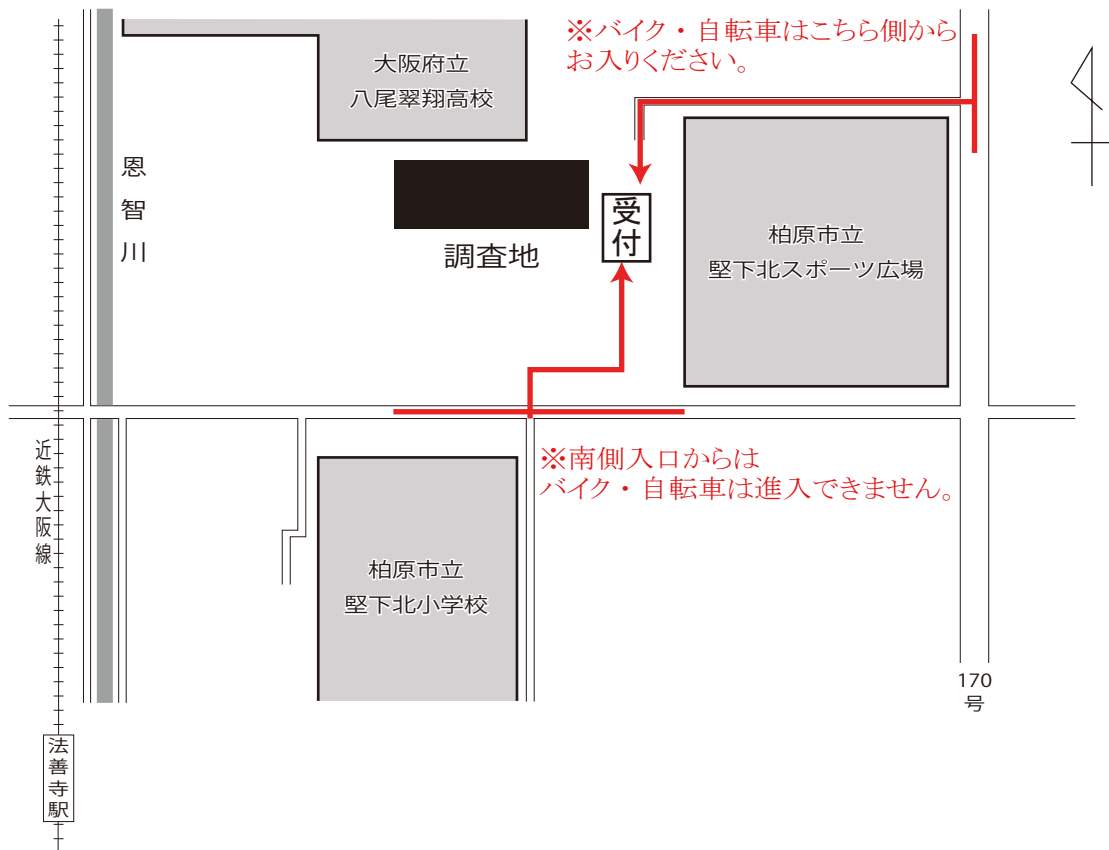 ※バイク・自転車はこちら側から
お入りください。
大阪府立
八尾翠翔高校
恩智川
受付
調査地
柏原市立
堅下北スポーツ広場
※南側入口からは
バイク・自転車は進入できません。
近鉄大阪線
柏原市立
堅下北小学校
170
号
法善寺駅